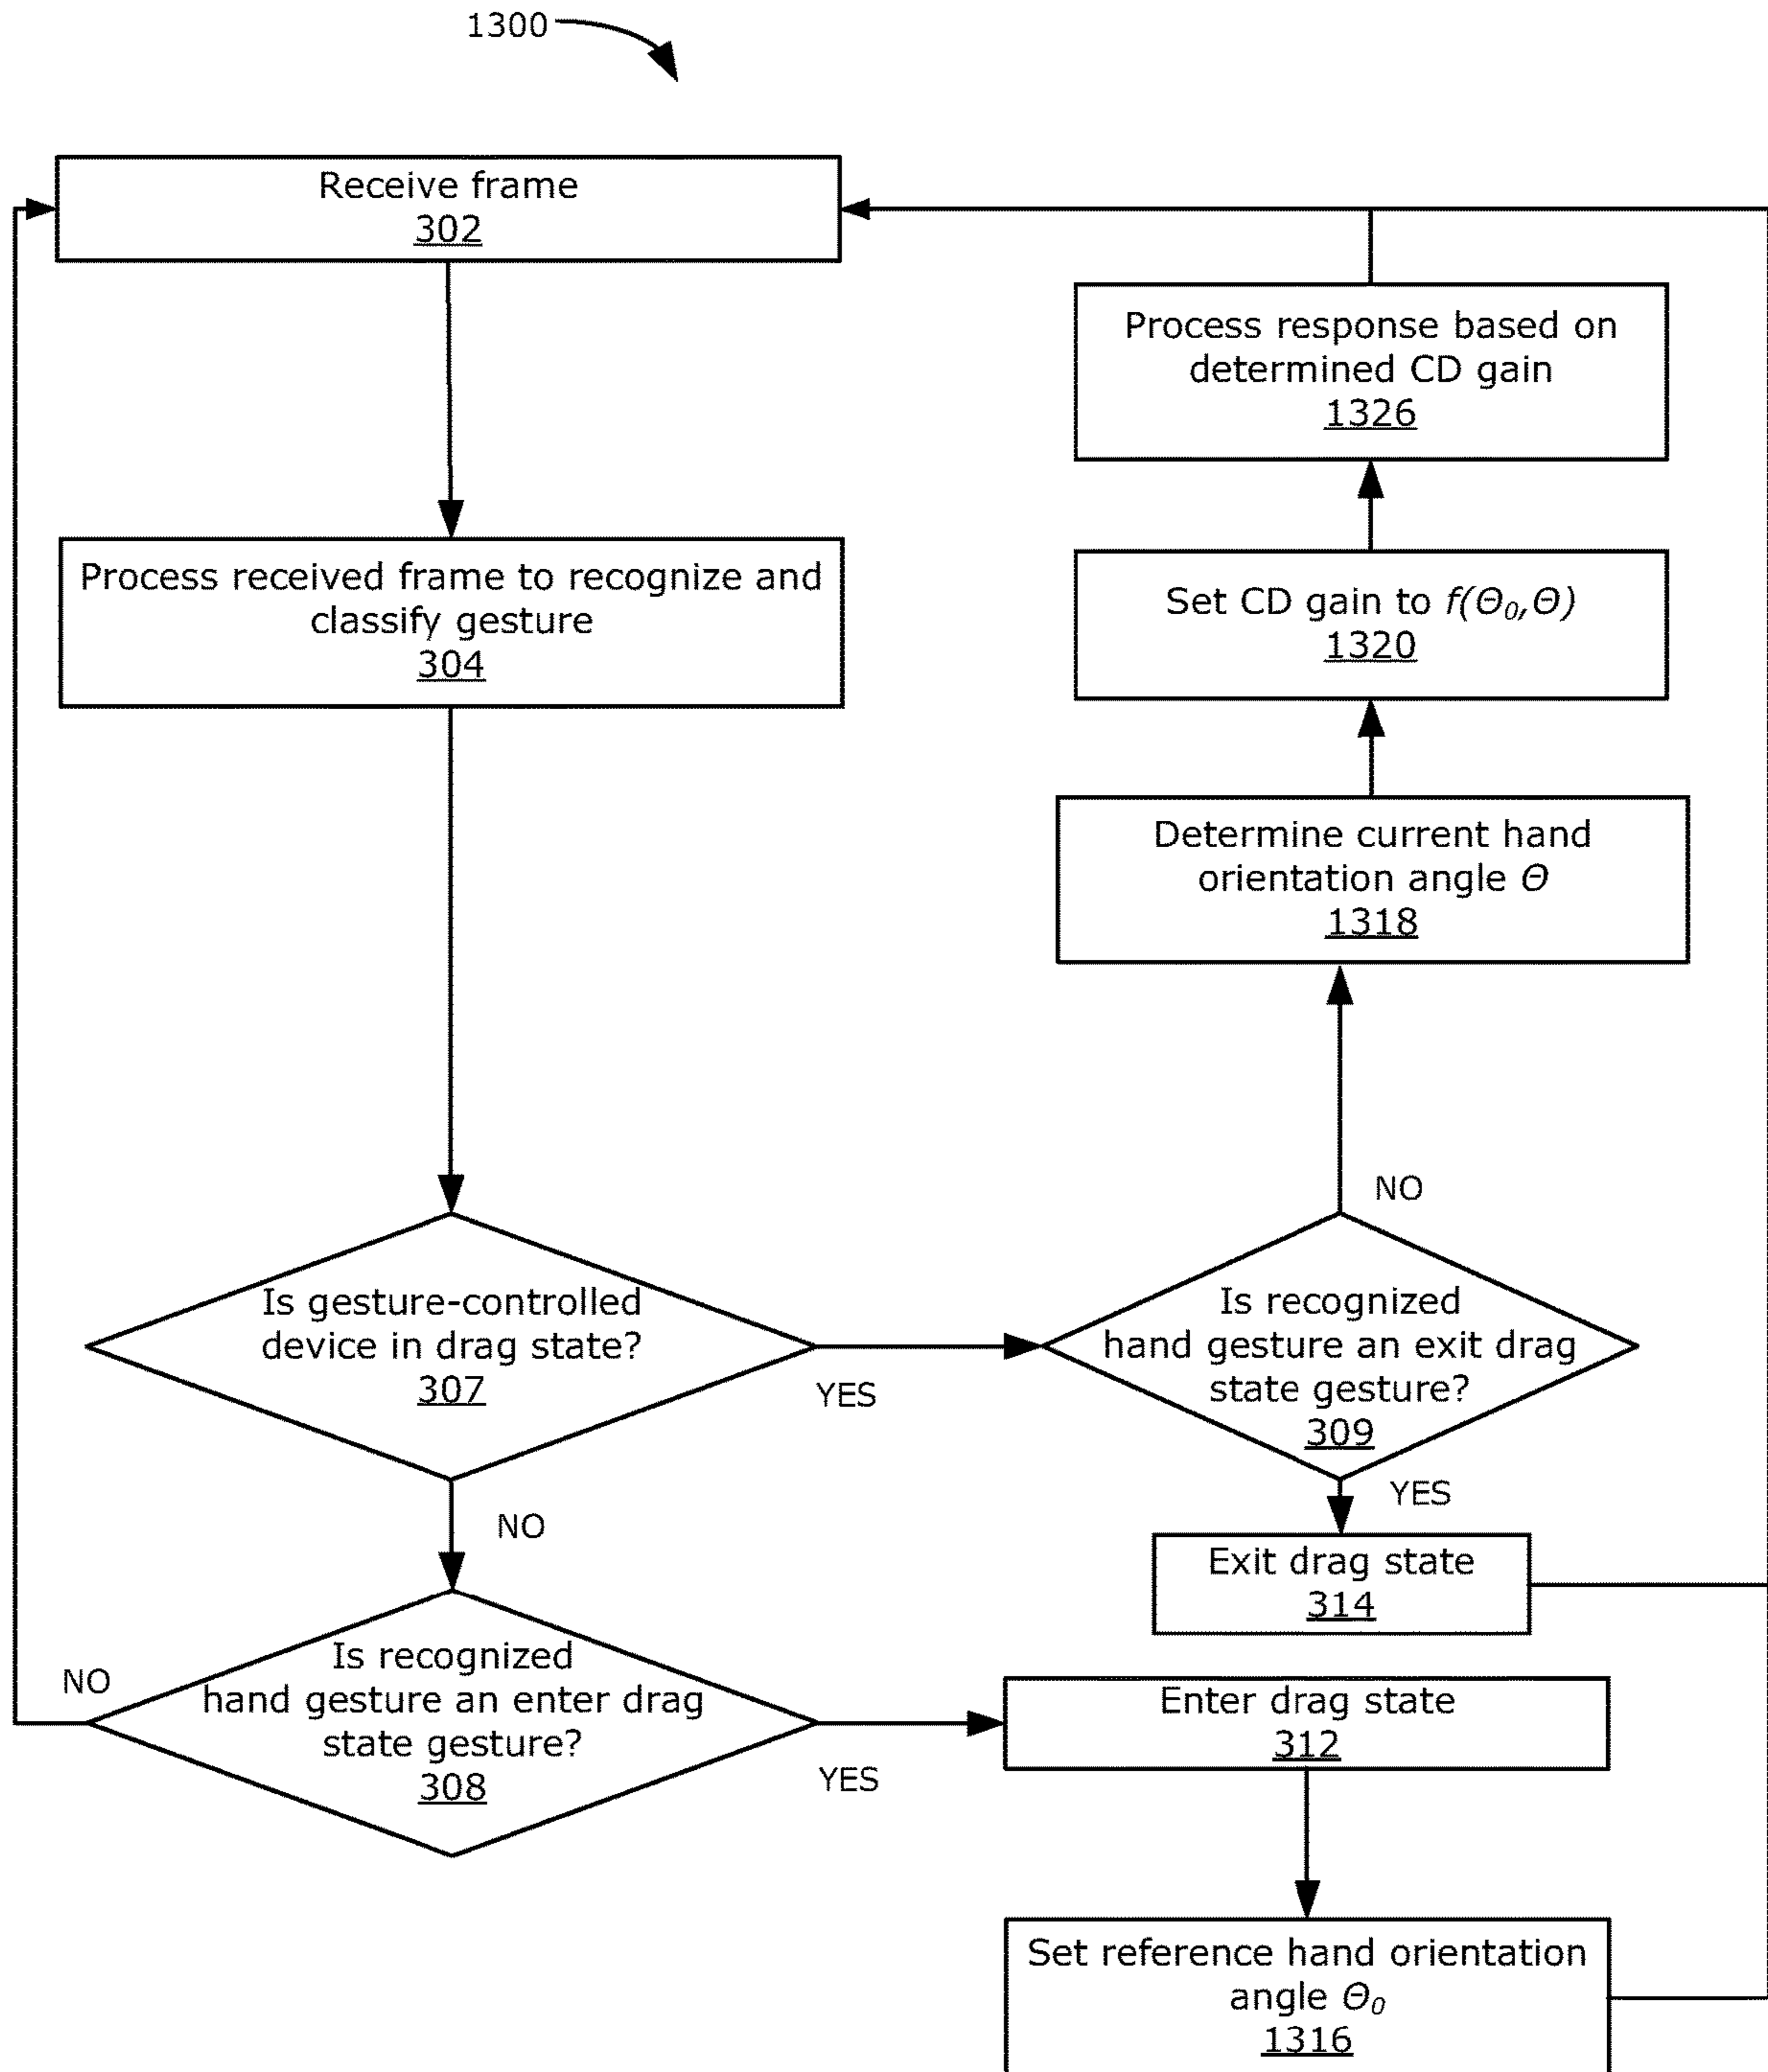 1300
Receive frame
302
Process received frame to recognize and
classify gesture
304
Is gesture-controlled
device in drag state?
307
YES
NO
Is recognized
hand gesture an enter drag
state gesture?
308
NO
YES
Process response based on
determined CD gain
1326
Set CD gain to f(Θ₀,Θ)
1320
Determine current hand
orientation angle Θ
1318
NO
Is recognized
hand gesture an exit drag
state gesture?
309
YES
Exit drag state
314
Enter drag state
312
Set reference hand orientation
angle Θ₀
1316